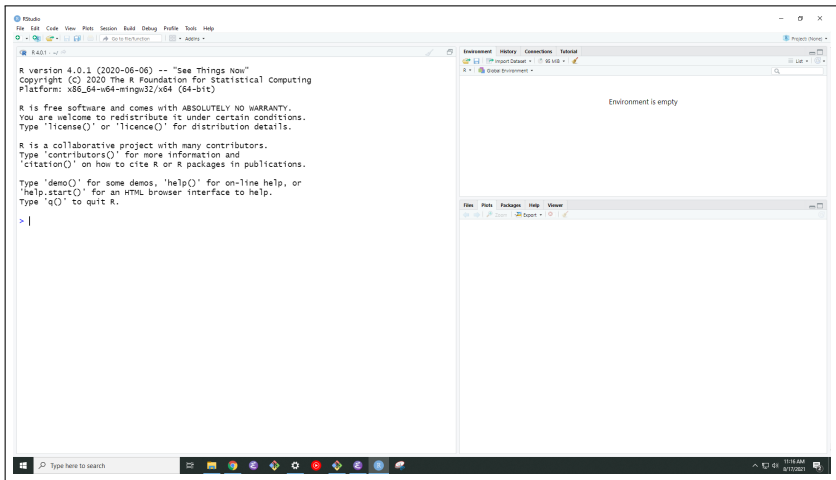 RStudio
File Edit Code View Plots Session Build Debug Profile Tools Help
Go to file/function Addins
Project: (None)
R 4.0.1 · ~/
R version 4.0.1 (2020-06-06) -- "See Things Now"
Copyright (C) 2020 The R Foundation for Statistical Computing
Platform: x86_64-w64-mingw32/x64 (64-bit)
R is free software and comes with ABSOLUTELY NO WARRANTY.
You are welcome to redistribute it under certain conditions.
Type 'license()' or 'licence()' for distribution details.
R is a collaborative project with many contributors.
Type 'contributors()' for more information and
'citation()' on how to cite R or R packages in publications.
Type 'demo()' for some demos, 'help()' for on-line help, or
'help.start()' for an HTML browser interface to help.
Type 'q()' to quit R.
>
Environment History Connections Tutorial
Import Dataset 95 MiB List
R Global Environment
Environment is empty
Files Plots Packages Help Viewer
Zoom Export
Type here to search
11:16 AM
8/17/2021